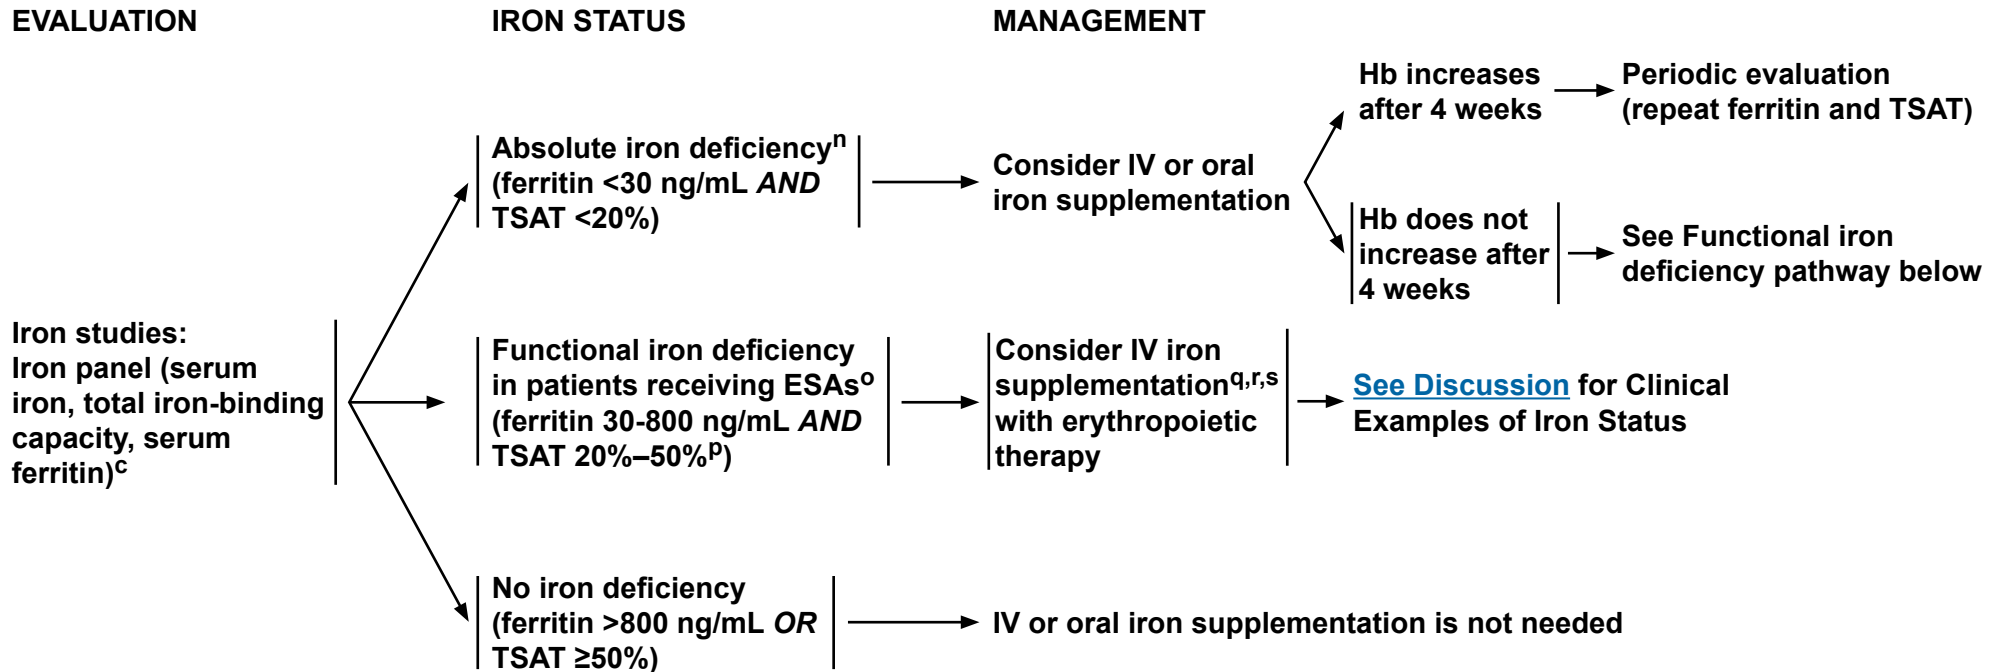 EVALUATION
IRON STATUS
MANAGEMENT
Iron studies:
Iron panel (serum
iron, total iron-binding
capacity, serum
ferritin)c
Absolute iron deficiencyn
(ferritin <30 ng/mL AND
TSAT <20%)
Consider IV or oral
iron supplementation
Hb increases
after 4 weeks
Periodic evaluation
(repeat ferritin and TSAT)
Hb does not
increase after
4 weeks
See Functional iron
deficiency pathway below
Functional iron deficiency
in patients receiving ESAso
(ferritin 30-800 ng/mL AND
TSAT 20%–50%p)
Consider IV iron
supplementationq,r,s
with erythropoietic
therapy
See Discussion for Clinical
Examples of Iron Status
No iron deficiency
(ferritin >800 ng/mL OR
TSAT ≥50%)
IV or oral iron supplementation is not needed